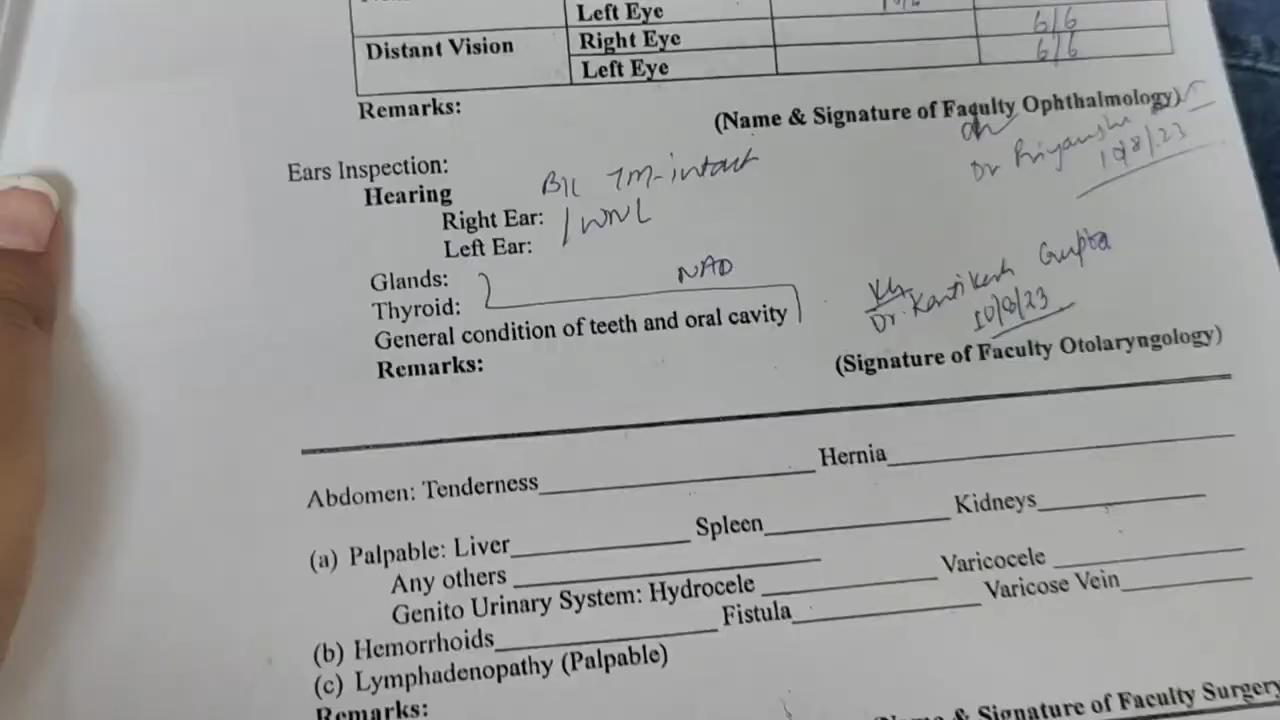 Left Eye
Distant Vision Right Eye 6/6
Left Eye 6/6
Remarks:
(Name & Signature of Faculty Ophthalmology)
Dr Priyanshi
10/8/23
Ears Inspection: B/L TM-intact
Hearing
Right Ear: / WNL
Left Ear:
Glands: NAD
Thyroid:
General condition of teeth and oral cavity
Dr. Kartikesh Gupta
10/8/23
Remarks:
(Signature of Faculty Otolaryngology)
Abdomen: Tenderness Hernia
(a) Palpable: Liver Spleen Kidneys
Any others
Genito Urinary System: Hydrocele Varicocele
(b) Hemorrhoids Fistula Varicose Vein
(c) Lymphadenopathy (Palpable)
Remarks:
& Signature of Faculty Surgery